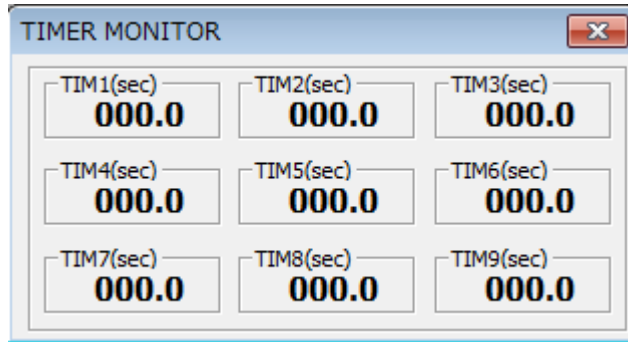 TIMER MONITOR
TIM1(sec) TIM2(sec) TIM3(sec)
000.0 000.0 000.0
TIM4(sec) TIM5(sec) TIM6(sec)
000.0 000.0 000.0
TIM7(sec) TIM8(sec) TIM9(sec)
000.0 000.0 000.0